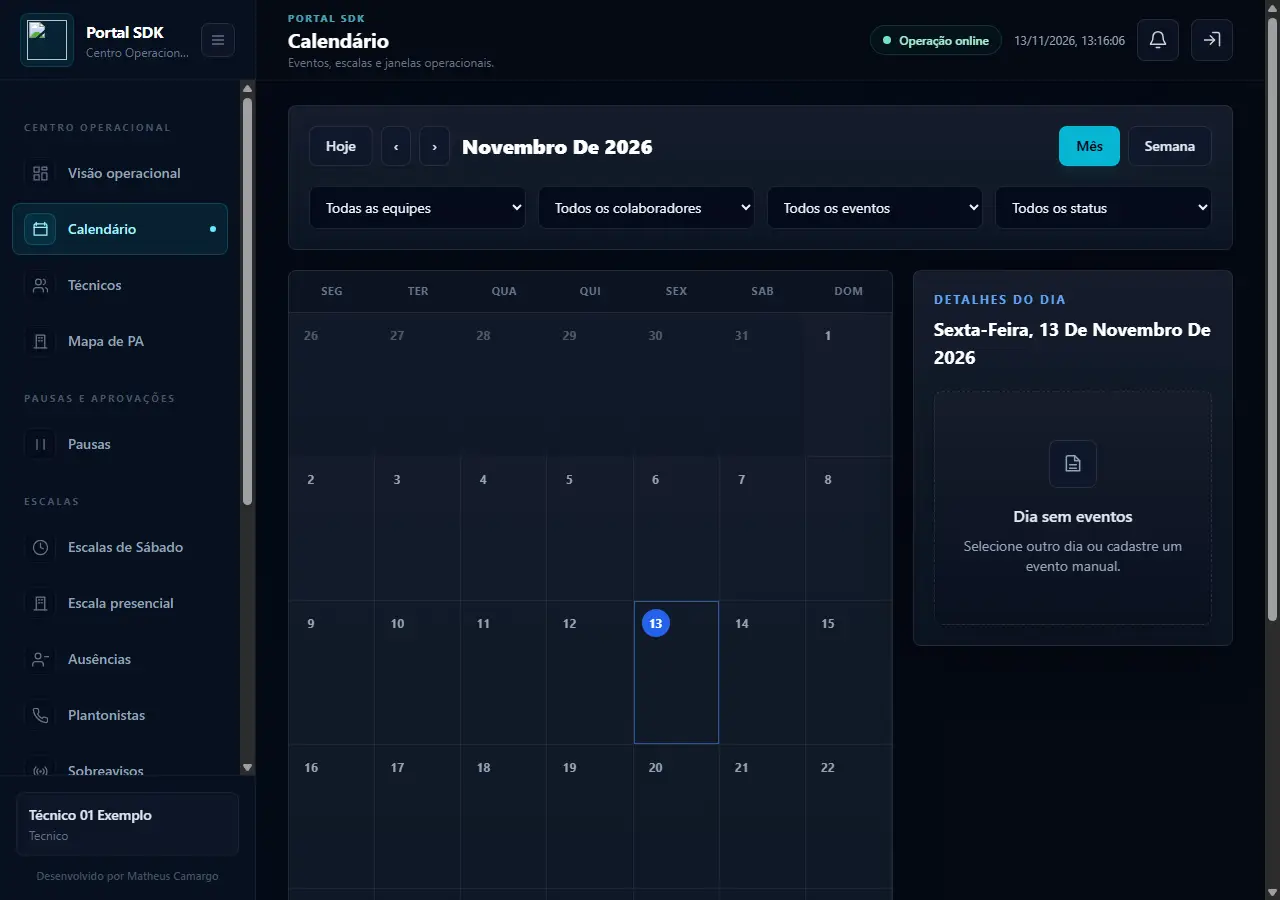 Portal SDK
Centro Operacion...
CENTRO OPERACIONAL
Visão operacional
Calendário
Técnicos
Mapa de PA
PAUSAS E APROVAÇÕES
Pausas
ESCALAS
Escalas de Sábado
Escala presencial
Ausências
Plantonistas
Sobreavisos
Técnico 01 Exemplo
Tecnico
Desenvolvido por Matheus Camargo
PORTAL SDK
Calendário
Eventos, escalas e janelas operacionais.
Operação online
13/11/2026, 13:16:06
Hoje ‹ › Novembro De 2026
Mês Semana
Todas as equipes Todos os colaboradores Todos os eventos Todos os status
SEG TER QUA QUI SEX SAB DOM
26 27 28 29 30 31 1
2 3 4 5 6 7 8
9 10 11 12 13 14 15
16 17 18 19 20 21 22
DETALHES DO DIA
Sexta-Feira, 13 De Novembro De
2026
Dia sem eventos
Selecione outro dia ou cadastre um
evento manual.